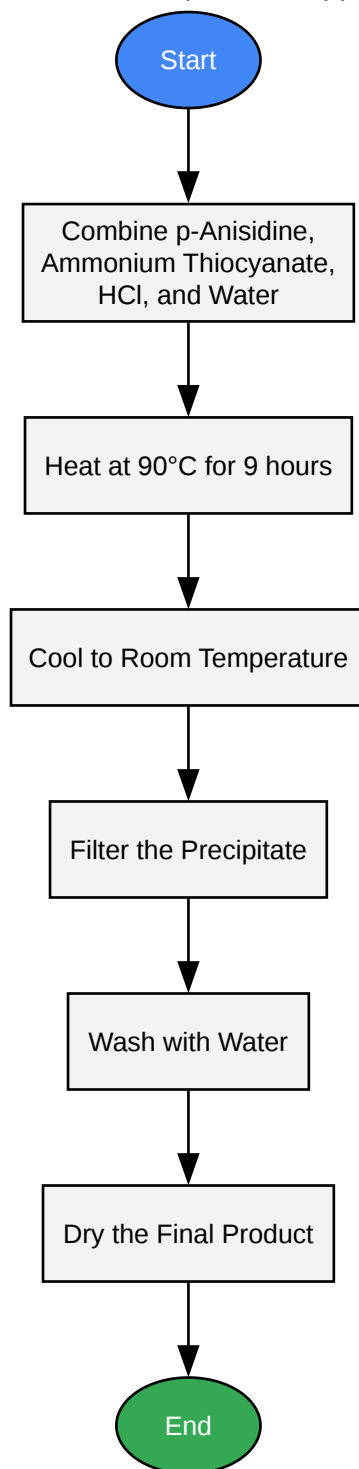 Start
Combine p-Anisidine,
Ammonium Thiocyanate,
HCl, and Water
Heat at 90°C for 9 hours
Cool to Room Temperature
Filter the Precipitate
Wash with Water
Dry the Final Product
End